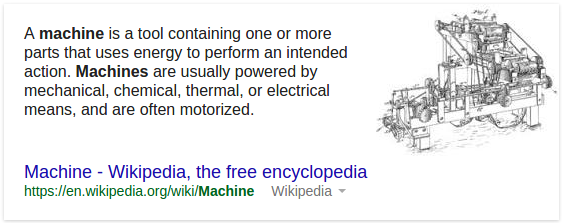 A machine is a tool containing one or more
parts that uses energy to perform an intended
action. Machines are usually powered by
mechanical, chemical, thermal, or electrical
means, and are often motorized.
Machine - Wikipedia, the free encyclopedia
https://en.wikipedia.org/wiki/Machine Wikipedia